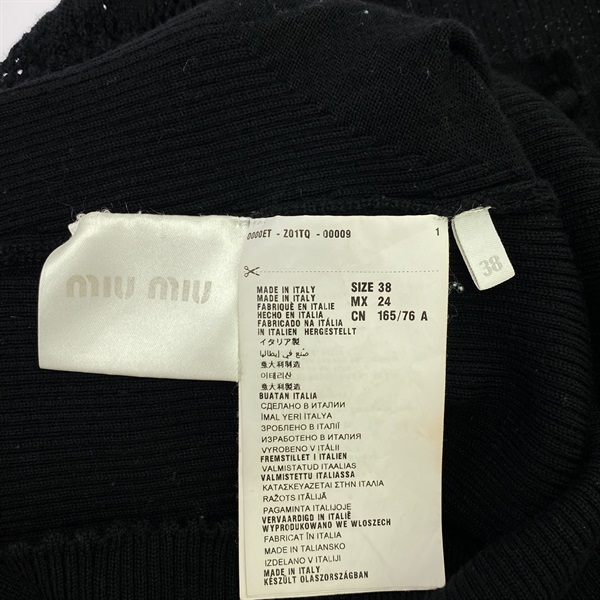 miu miu
0000ET - Z01TQ - 00009 1
38
MADE IN ITALY SIZE 38
MADE IN ITALY MX 24
FABRIQUÉ EN ITALIE
HECHO EN ITALIA CN 165/76 A
FABRICADO NA ITÁLIA
IN ITALIEN HERGESTELLT
イタリア製
صُنع في إيطاليا
意大利制造
이태리산
意大利製造
BUATAN ITALIA
СДЕЛАНО В ИТАЛИИ
İMAL YERİ İTALYA
ЗРОБЛЕНО В ІТАЛІЇ
ИЗРАБОТЕНО В ИТАЛИЯ
VYROBENO V ITÁLII
FREMSTILLET I ITALIEN
VALMISTATUD ITAALIAS
VALMISTETTU ITALIASSA
ΚΑΤΑΣΚΕΥΑΖΕΤΑΙ ΣΤΗΝ ΙΤΑΛΙΑ
RAŽOTS ITĀLIJĀ
PAGAMINTA ITALIJOJE
VERVAARDIGD IN ITALIË
WYPRODUKOWANO WE WLOSZECH
FABRICAT ÎN ITALIA
MADE IN TALIANSKO
IZDELANO V ITALIJI
MADE IN ITALY
KÉSZÜLT OLASZORSZÁGBAN